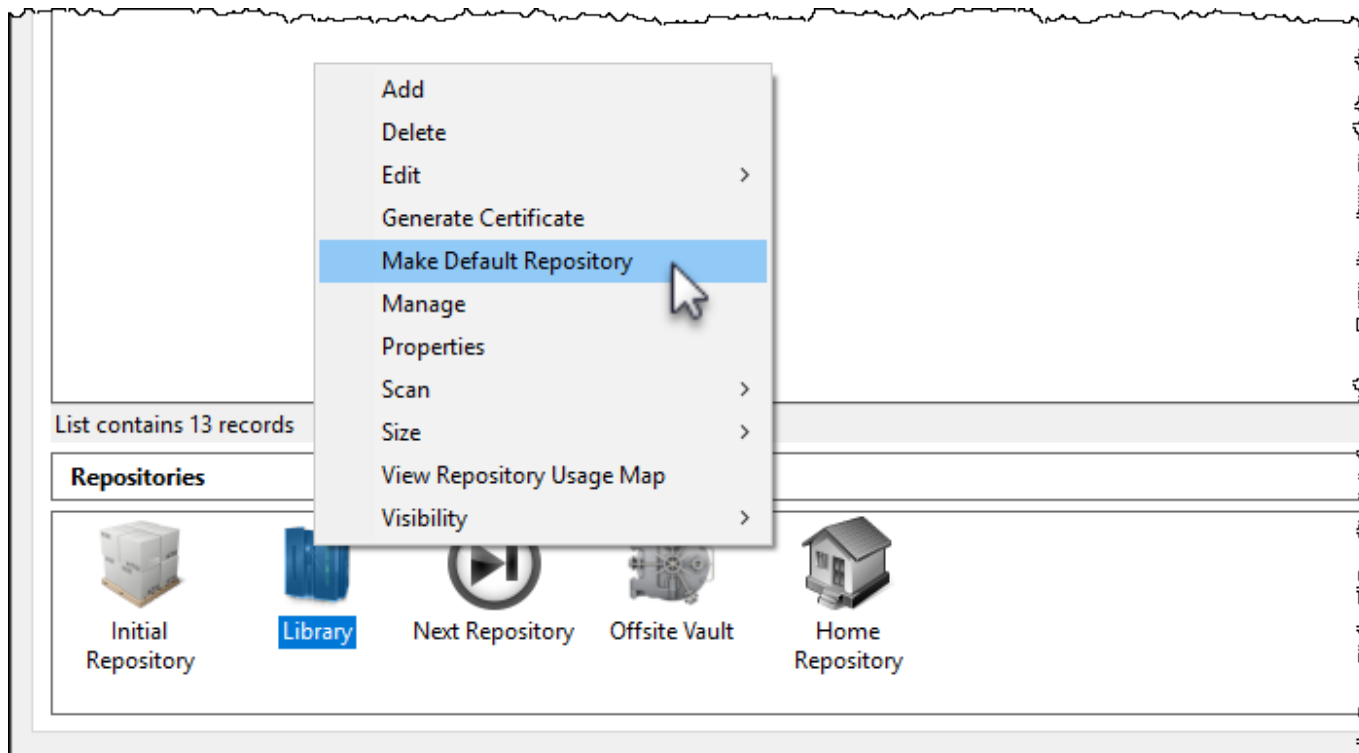 Add
Delete
Edit
Generate Certificate
Make Default Repository
Manage
Properties
Scan
Size
View Repository Usage Map
Visibility
List contains 13 records
Repositories
Initial
Repository
Library
Next Repository
Offsite Vault
Home
Repository